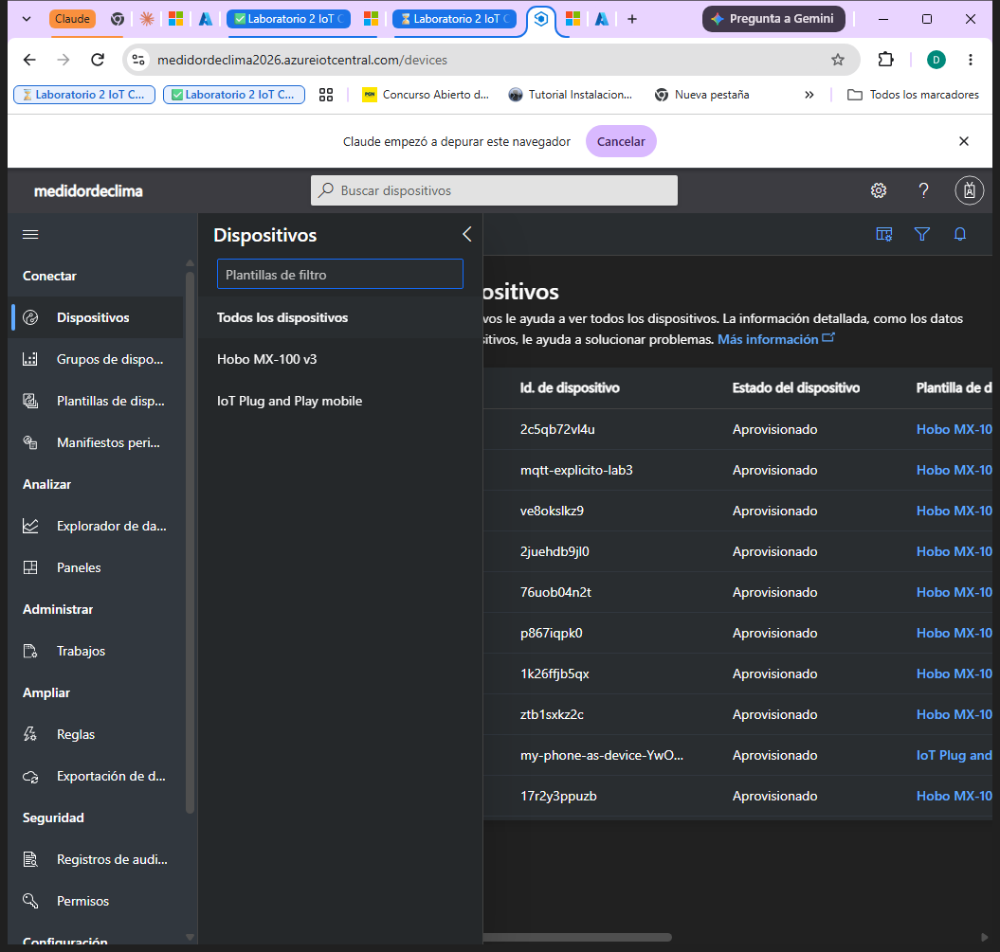 Claude
Laboratorio 2 IoT C
Laboratorio 2 IoT C
Pregunta a Gemini
medidordeclima2026.azureiotcentral.com/devices
D
Laboratorio 2 IoT C...
Laboratorio 2 IoT C...
PGN
Concurso Abierto d...
Tutorial Instalacion...
Nueva pestaña
»
Todos los marcadores
Claude empezó a depurar este navegador
Cancelar
medidordeclima
Buscar dispositivos
Conectar
Dispositivos
Grupos de dispo...
Plantillas de disp...
Manifiestos peri...
Analizar
Explorador de da...
Paneles
Administrar
Trabajos
Ampliar
Reglas
Exportación de d...
Seguridad
Registros de audi...
Permisos
Configuración
Dispositivos
Plantillas de filtro
Todos los dispositivos
Hobo MX-100 v3
IoT Plug and Play mobile
ositivos
vos le ayuda a ver todos los dispositivos. La información detallada, como los datos
sitivos, le ayuda a solucionar problemas. Más información
Id. de dispositivo Estado del dispositivo Plantilla de d
2c5qb72vl4u Aprovisionado Hobo MX-10
mqtt-explicito-lab3 Aprovisionado Hobo MX-10
ve8okslkz9 Aprovisionado Hobo MX-10
2juehdb9jl0 Aprovisionado Hobo MX-10
76uob04n2t Aprovisionado Hobo MX-10
p867iqpk0 Aprovisionado Hobo MX-10
1k26ffjb5qx Aprovisionado Hobo MX-10
ztb1sxkz2c Aprovisionado Hobo MX-10
my-phone-as-device-YwO... Aprovisionado IoT Plug and
17r2y3ppuzb Aprovisionado Hobo MX-10